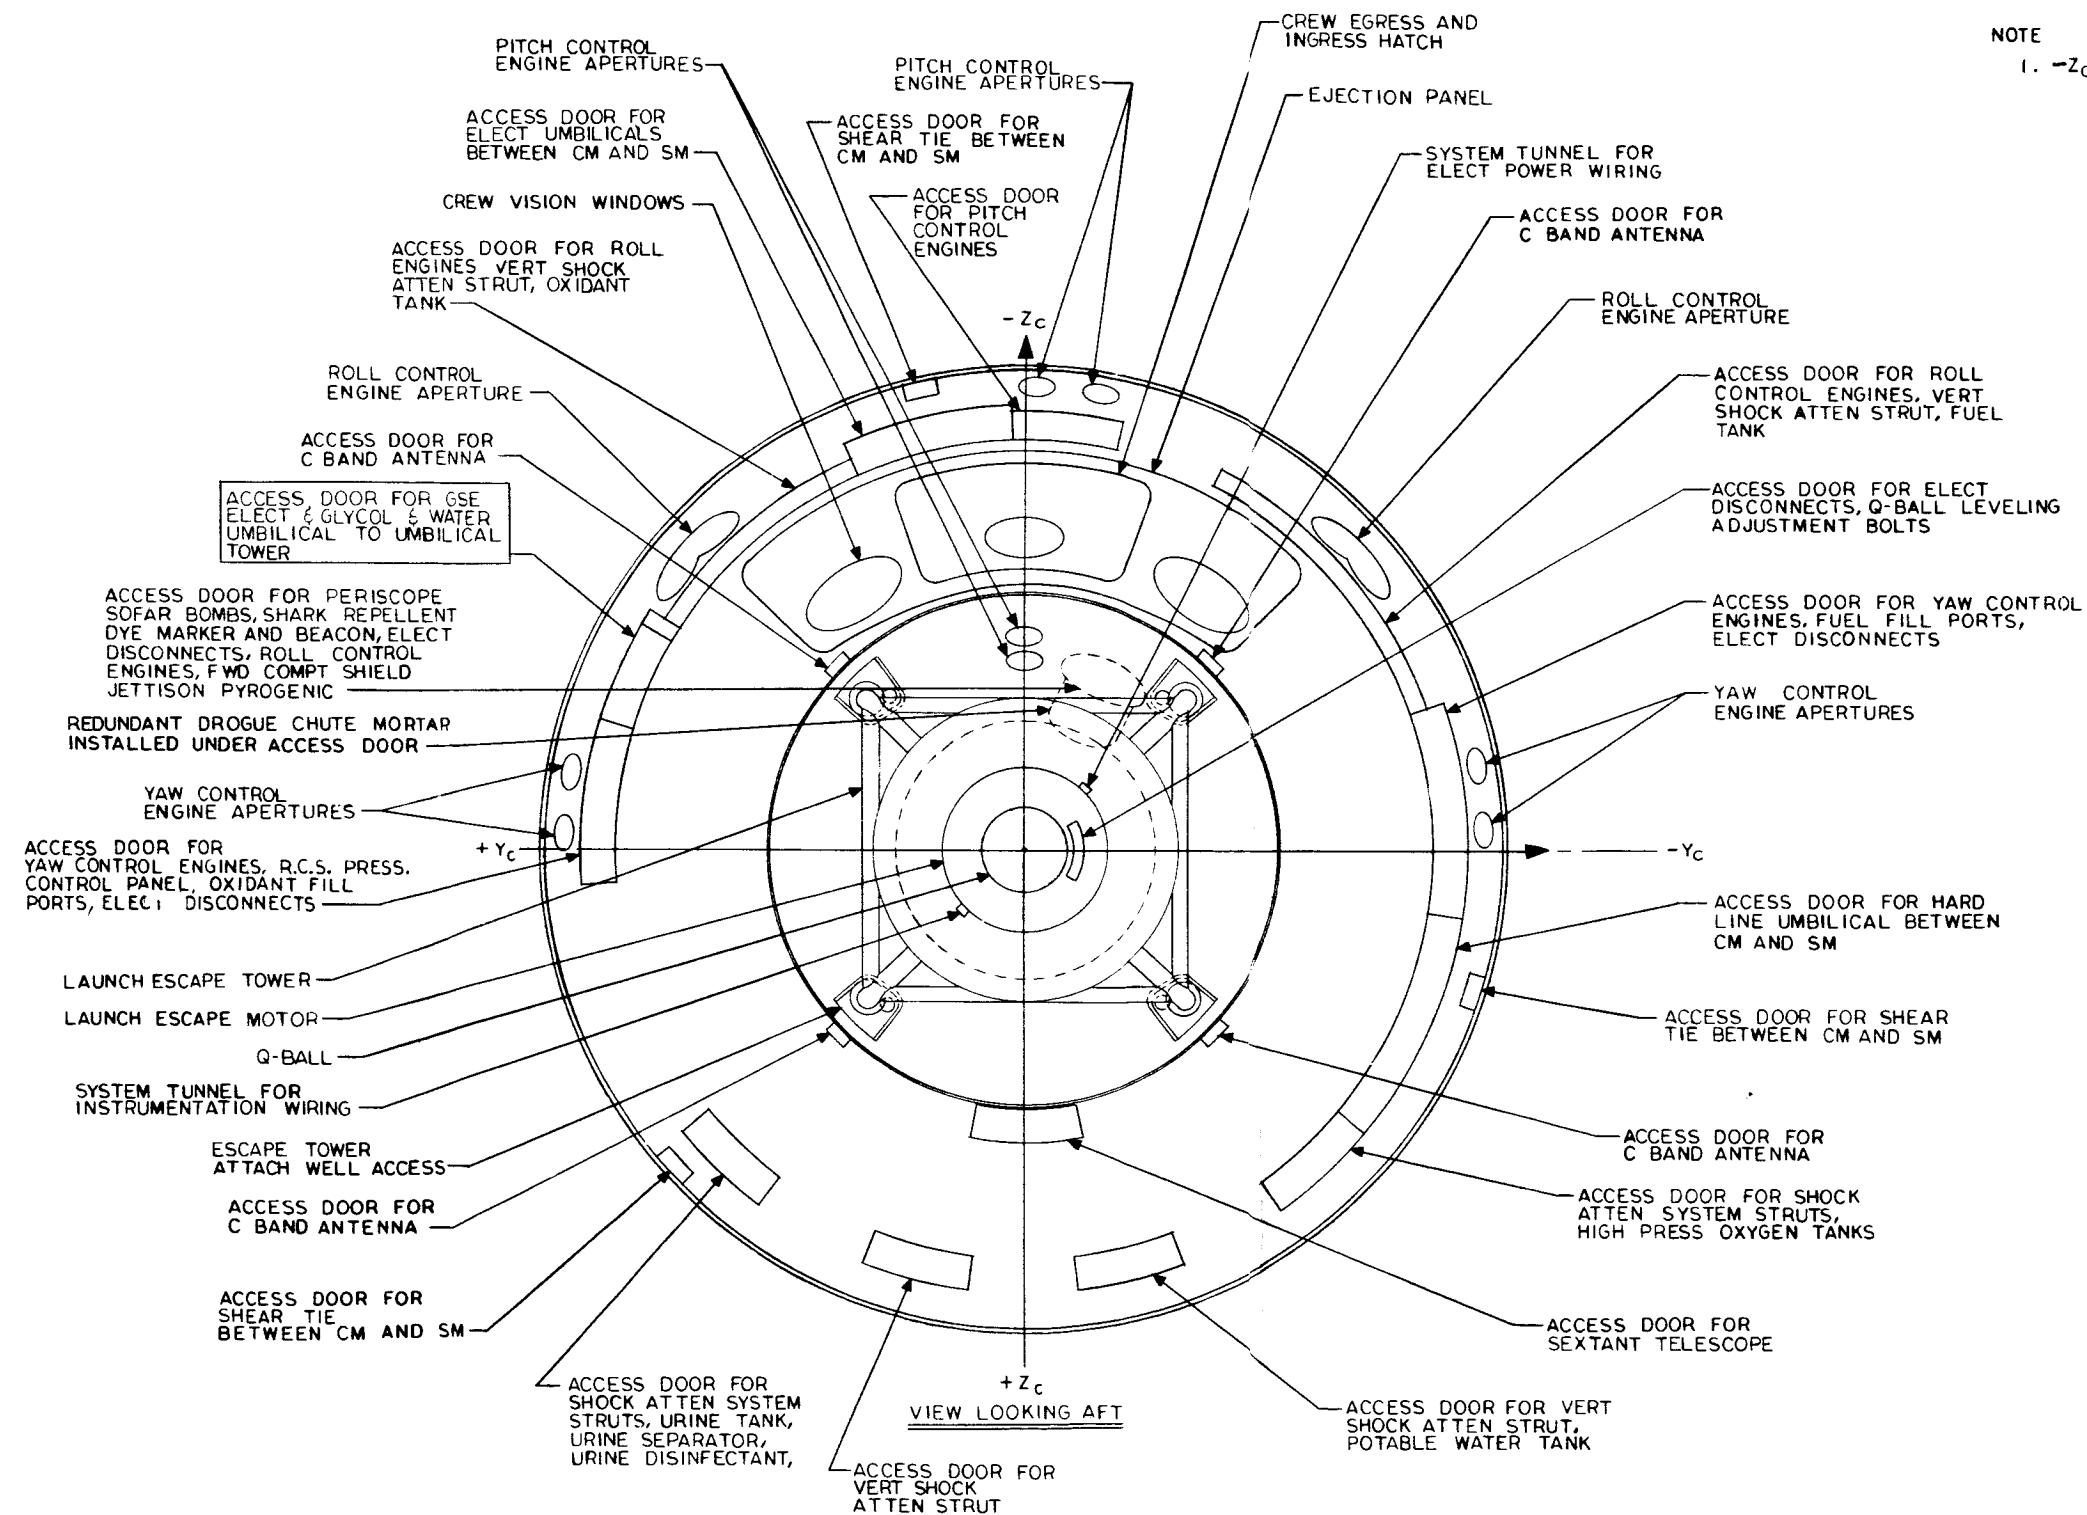 PITCH CONTROL
ENGINE APERTURES
ACCESS DOOR FOR
ELECT UMBILICALS
BETWEEN CM AND SM
CREW VISION WINDOWS
ACCESS DOOR FOR ROLL
ENGINES VERT SHOCK
ATTEN STRUT, OXIDANT
TANK
ROLL CONTROL
ENGINE APERTURE
ACCESS DOOR FOR
C BAND ANTENNA
ACCESS DOOR FOR GSE
ELECT & GLYCOL & WATER
UMBILICAL TO UMBILICAL
TOWER
ACCESS DOOR FOR PERISCOPE
SOFAR BOMBS, SHARK REPELLENT
DYE MARKER AND BEACON, ELECT
DISCONNECTS, ROLL CONTROL
ENGINES, FWD COMPT SHIELD
JETTISON PYROGENIC
REDUNDANT DROGUE CHUTE MORTAR
INSTALLED UNDER ACCESS DOOR
YAW CONTROL
ENGINE APERTURES
ACCESS DOOR FOR
YAW CONTROL ENGINES, R.C.S. PRESS.
CONTROL PANEL, OXIDANT FILL
PORTS, ELECT DISCONNECTS
LAUNCH ESCAPE TOWER
LAUNCH ESCAPE MOTOR
Q-BALL
SYSTEM TUNNEL FOR
INSTRUMENTATION WIRING
ESCAPE TOWER
ATTACH WELL ACCESS
ACCESS DOOR FOR
C BAND ANTENNA
ACCESS DOOR FOR
SHEAR TIE
BETWEEN CM AND SM
ACCESS DOOR FOR
SHOCK ATTEN SYSTEM
STRUTS, URINE TANK,
URINE SEPARATOR,
URINE DISINFECTANT,
ACCESS DOOR FOR
VERT SHOCK
ATTEN STRUT
PITCH CONTROL
ENGINE APERTURES
ACCESS DOOR FOR
SHEAR TIE BETWEEN
CM AND SM
ACCESS DOOR
FOR PITCH
CONTROL
ENGINES
-Zc
+Yc
-Yc
+Zc
VIEW LOOKING AFT
CREW EGRESS AND
INGRESS HATCH
EJECTION PANEL
SYSTEM TUNNEL FOR
ELECT POWER WIRING
ACCESS DOOR FOR
C BAND ANTENNA
ROLL CONTROL
ENGINE APERTURE
ACCESS DOOR FOR ROLL
CONTROL ENGINES, VERT
SHOCK ATTEN STRUT, FUEL
TANK
ACCESS DOOR FOR ELECT
DISCONNECTS, Q-BALL LEVELING
ADJUSTMENT BOLTS
ACCESS DOOR FOR YAW CONTROL
ENGINES, FUEL FILL PORTS,
ELECT DISCONNECTS
YAW CONTROL
ENGINE APERTURES
ACCESS DOOR FOR HARD
LINE UMBILICAL BETWEEN
CM AND SM
ACCESS DOOR FOR SHEAR
TIE BETWEEN CM AND SM
ACCESS DOOR FOR
C BAND ANTENNA
ACCESS DOOR FOR SHOCK
ATTEN SYSTEM STRUTS,
HIGH PRESS OXYGEN TANKS
ACCESS DOOR FOR
SEXTANT TELESCOPE
ACCESS DOOR FOR VERT
SHOCK ATTEN STRUT,
POTABLE WATER TANK
NOTE
1. -Zc